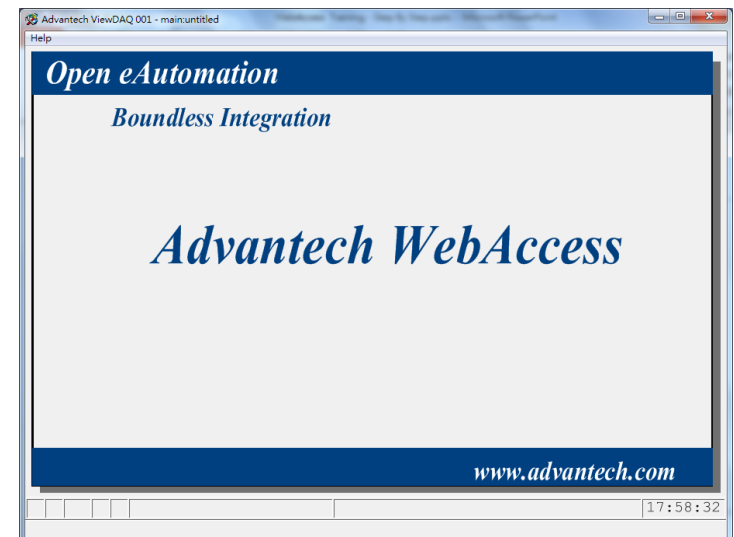 Advantech ViewDAQ 001 - main:untitled
Help
Open eAutomation
Boundless Integration
Advantech WebAccess
www.advantech.com
17:58:32